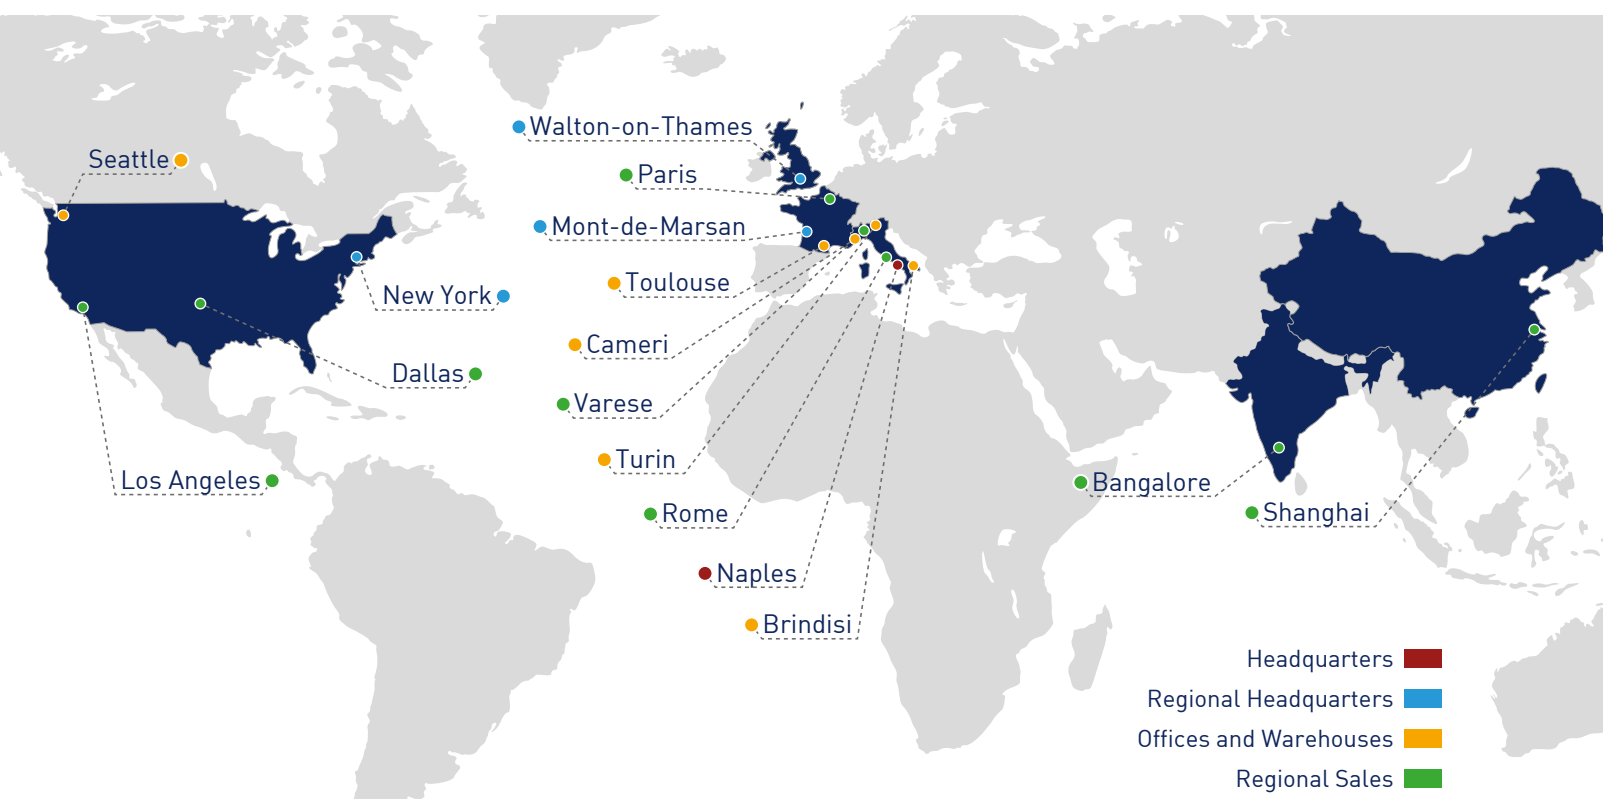 Walton-on-Thames
Seattle
Paris
Mont-de-Marsan
Toulouse
New York
Cameri
Dallas
Varese
Turin
Los Angeles
Bangalore
Rome
Shanghai
Naples
Brindisi
Headquarters
Regional Headquarters
Offices and Warehouses
Regional Sales